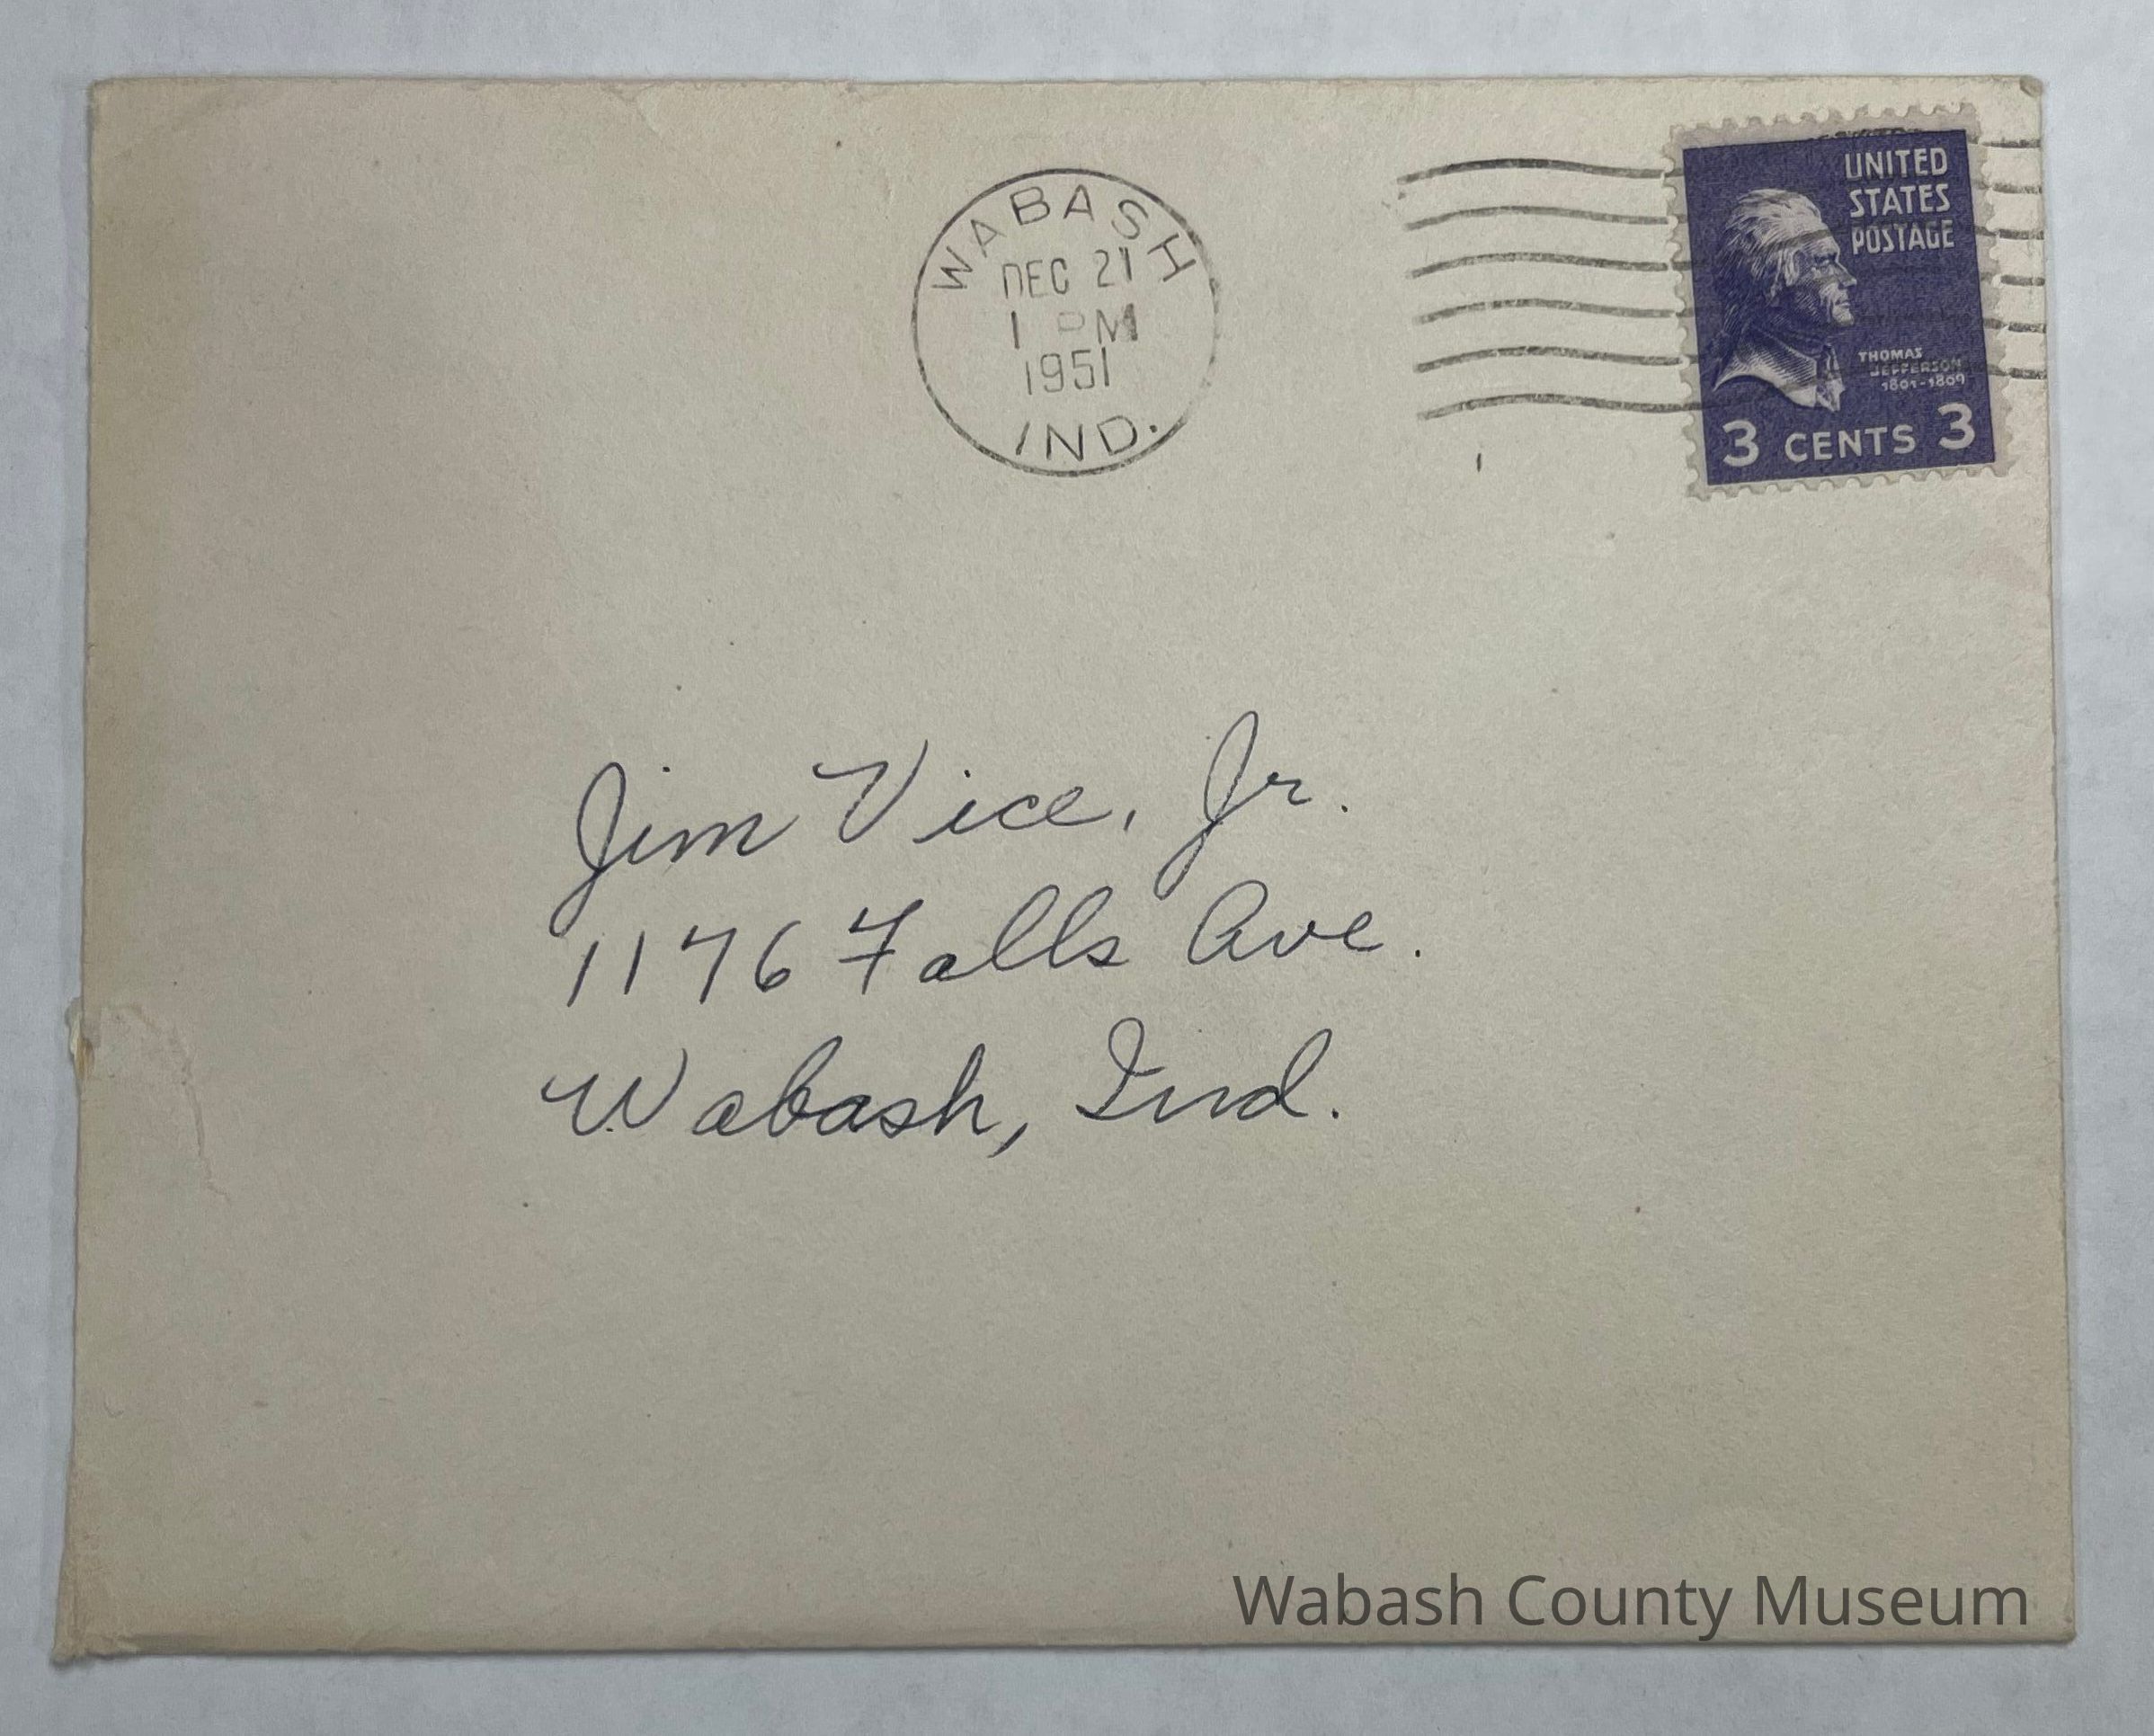 WABASH
DEC 21
1 PM
1951
IND.
UNITED
STATES
POSTAGE
THOMAS
JEFFERSON
1801-1809
3 CENTS 3
Jim Vice, Jr.
1176 Falls Ave.
Wabash, Ind.
Wabash County Museum